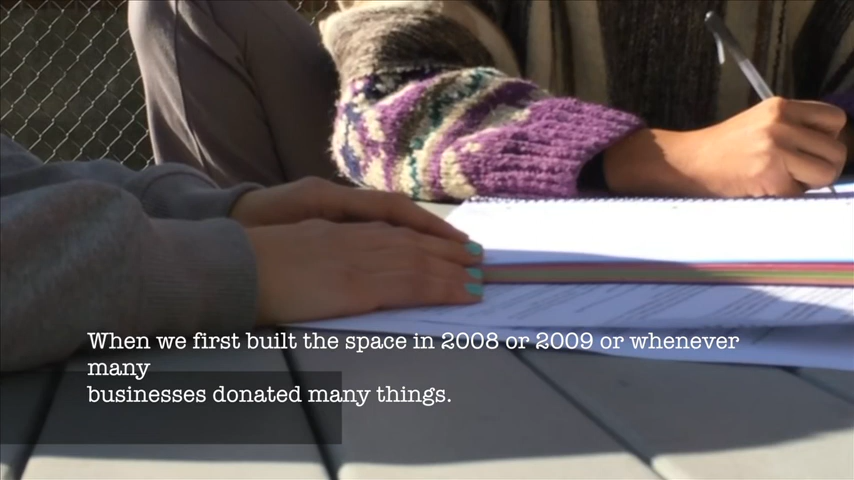 When we first built the space in 2008 or 2009 or whenever
many
businesses donated many things.